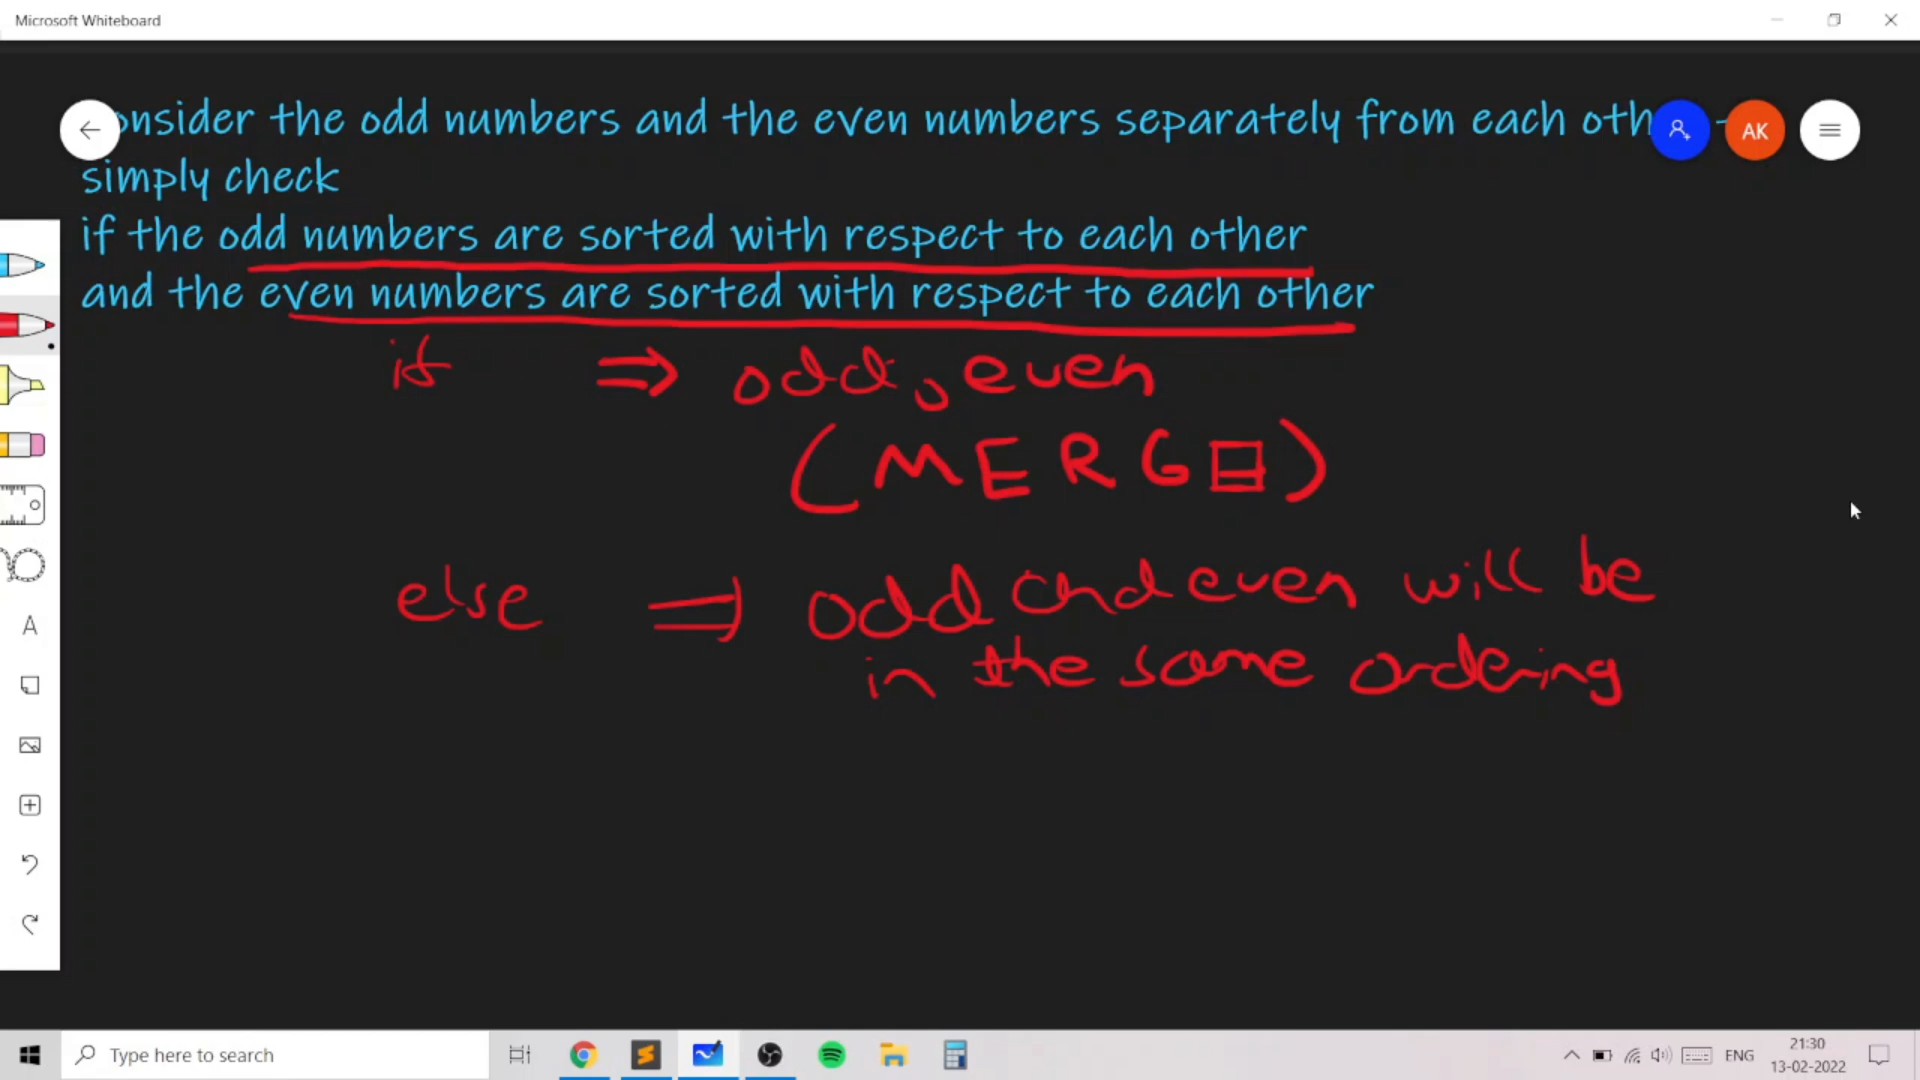 Microsoft Whiteboard
onsider the odd numbers and the even numbers separately from each oth
simply check
if the odd numbers are sorted with respect to each other
and the even numbers are sorted with respect to each other
if ⇒ odd, even
(MERGE)
else ⇒ odd and even will be
in the same ordering
AK
A
Type here to search
ENG
21:30
13-02-2022